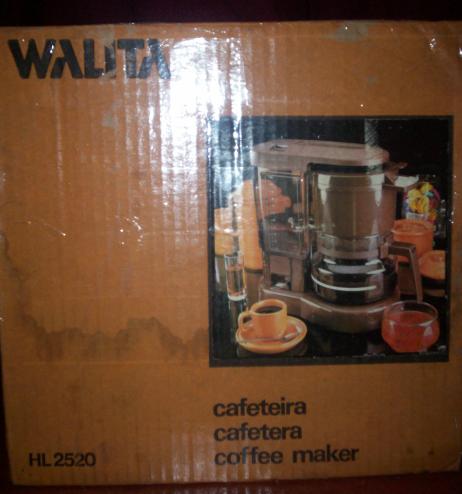 WALITA
cafeteira
cafetera
coffee maker
HL 2520